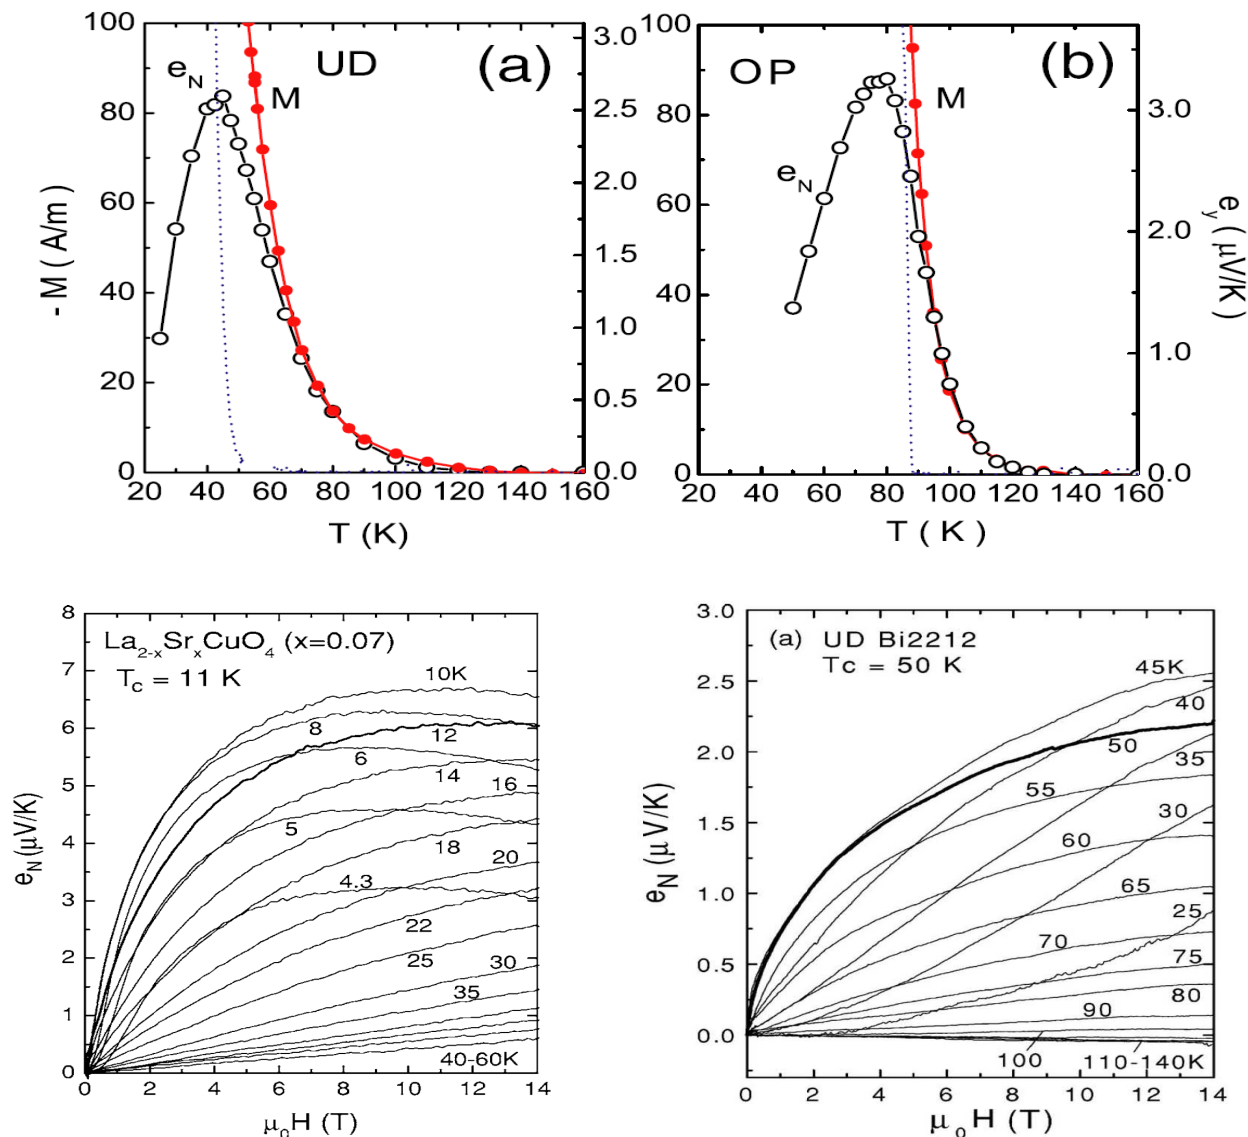 100
80
60
40
20
0
- M ( A/m)
e_N
UD
(a)
M
3.0
2.5
2.0
1.5
1.0
0.5
0.0
20 40 60 80 100 120 140 160
T (K)
100
80
60
40
20
0
OP
(b)
M
e_N
3.0
2.0
1.0
0.0
e_y ( μV/K)
20 40 60 80 100 120 140 160
T ( K )
8
7
6
5
4
3
2
1
0
e_N (μV/K)
La_{2-x}Sr_xCuO_4 (x=0.07)
T_c = 11 K
10K
8
12
6
14
16
5
18
20
4.3
22
25
30
35
40-60K
0 2 4 6 8 10 12 14
μ_0H (T)
3.0
2.5
2.0
1.5
1.0
0.5
0.0
e_N (μ V/K)
(a) UD Bi2212
Tc = 50 K
45K
40
50
35
55
30
60
65
25
70
75
80
90
100
110-140K
0 2 4 6 8 10 12 14
μ_oH (T)